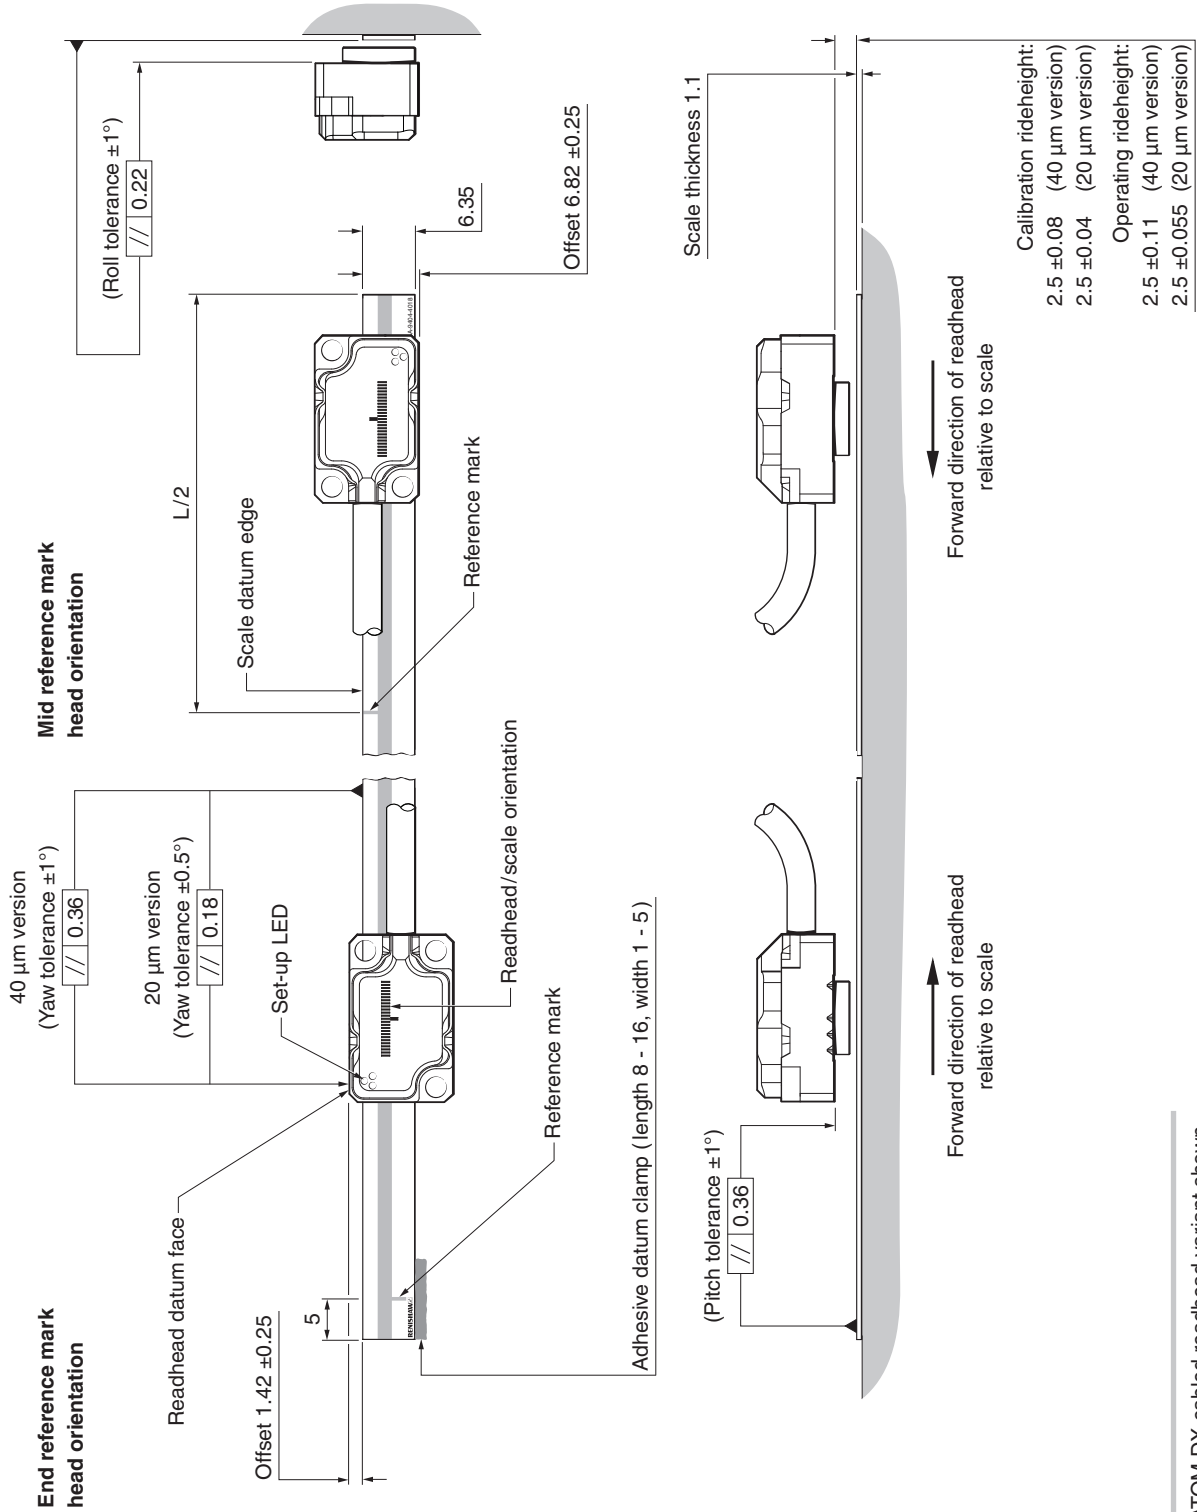 End reference mark
head orientation
Mid reference mark
head orientation
40 µm version
(Yaw tolerance ±1°)
// 0.36
20 µm version
(Yaw tolerance ±0.5°)
// 0.18
(Roll tolerance ±1°)
// 0.22
Readhead datum face
Set-up LED
L/2
Scale datum edge
Offset 1.42 ±0.25
5
RENISHAW
6.35
Offset 6.82 ±0.25
A-9404-4018
Reference mark
Readhead/scale orientation
Reference mark
Adhesive datum clamp (length 8 - 16, width 1 - 5)
Scale thickness 1.1
(Pitch tolerance ±1°)
// 0.36
Forward direction of readhead
relative to scale
Forward direction of readhead
relative to scale
Calibration rideheight:
2.5 ±0.08 (40 µm version)
2.5 ±0.04 (20 µm version)
Operating rideheight:
2.5 ±0.11 (40 µm version)
2.5 ±0.055 (20 µm version)